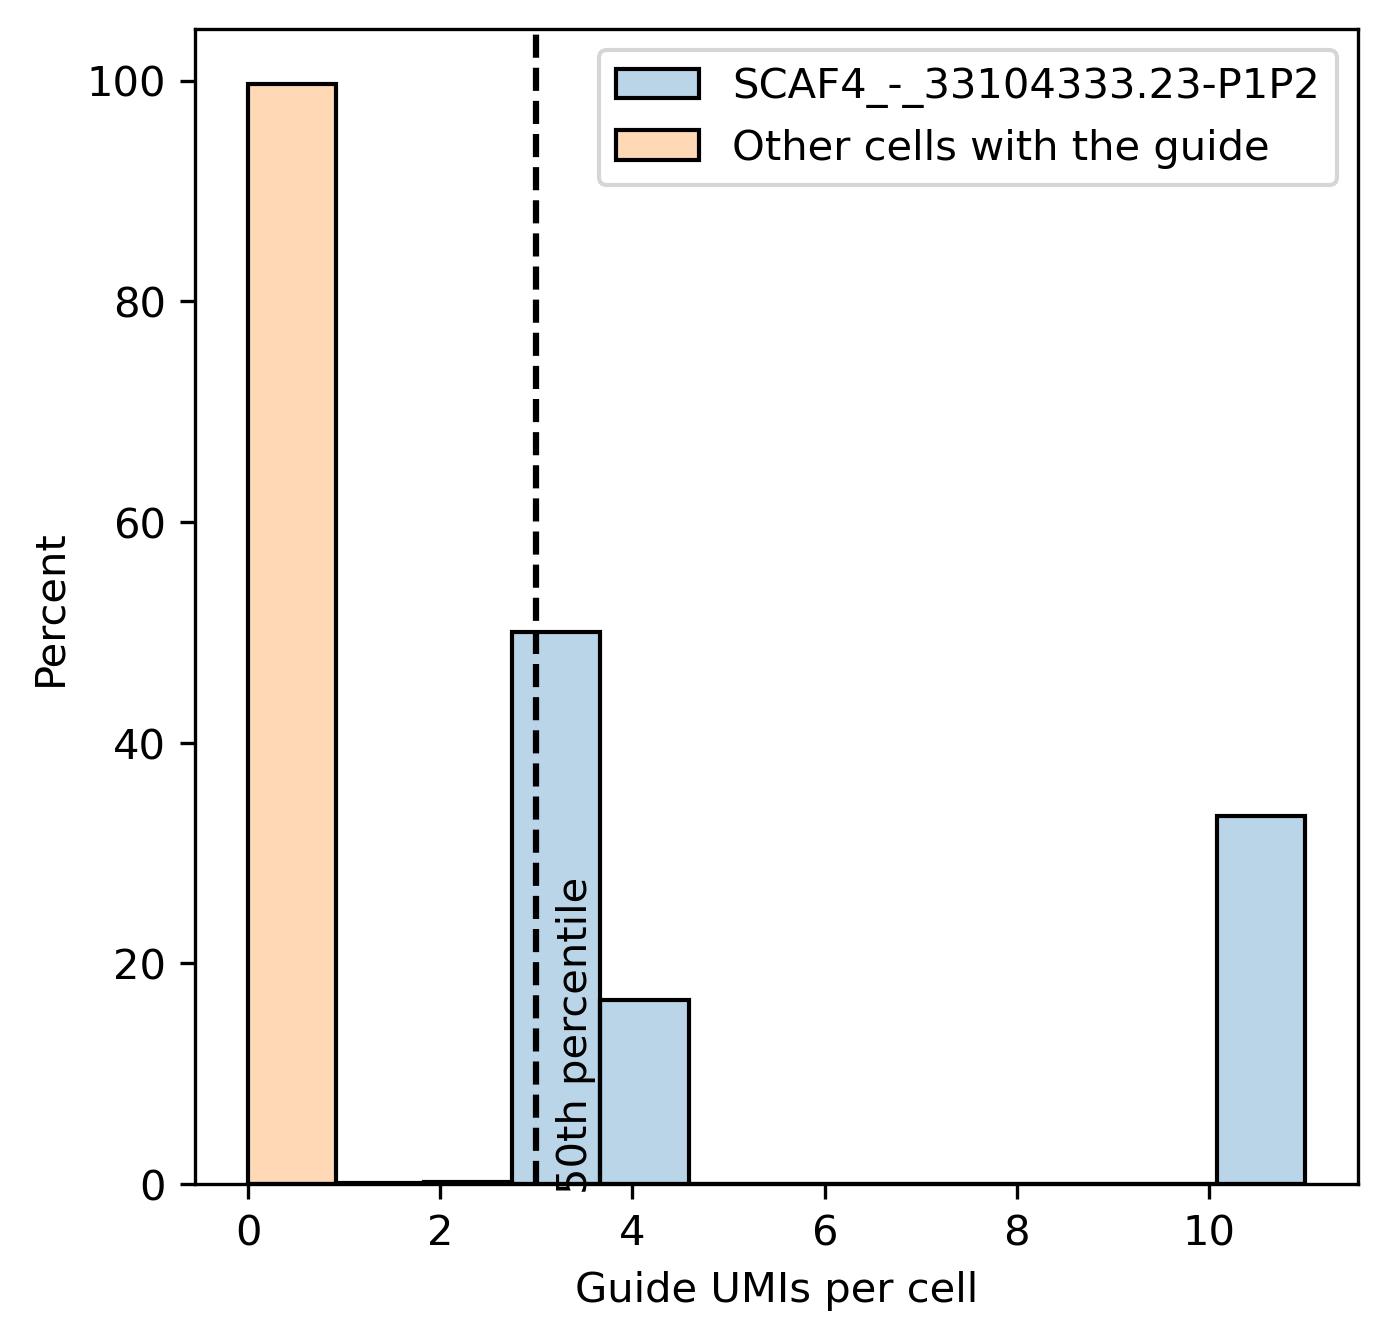 SCAF4_-_33104333.23-P1P2
Other cells with the guide
100
80
60
40
20
0
Percent
50th percentile
0 2 4 6 8 10
Guide UMIs per cell